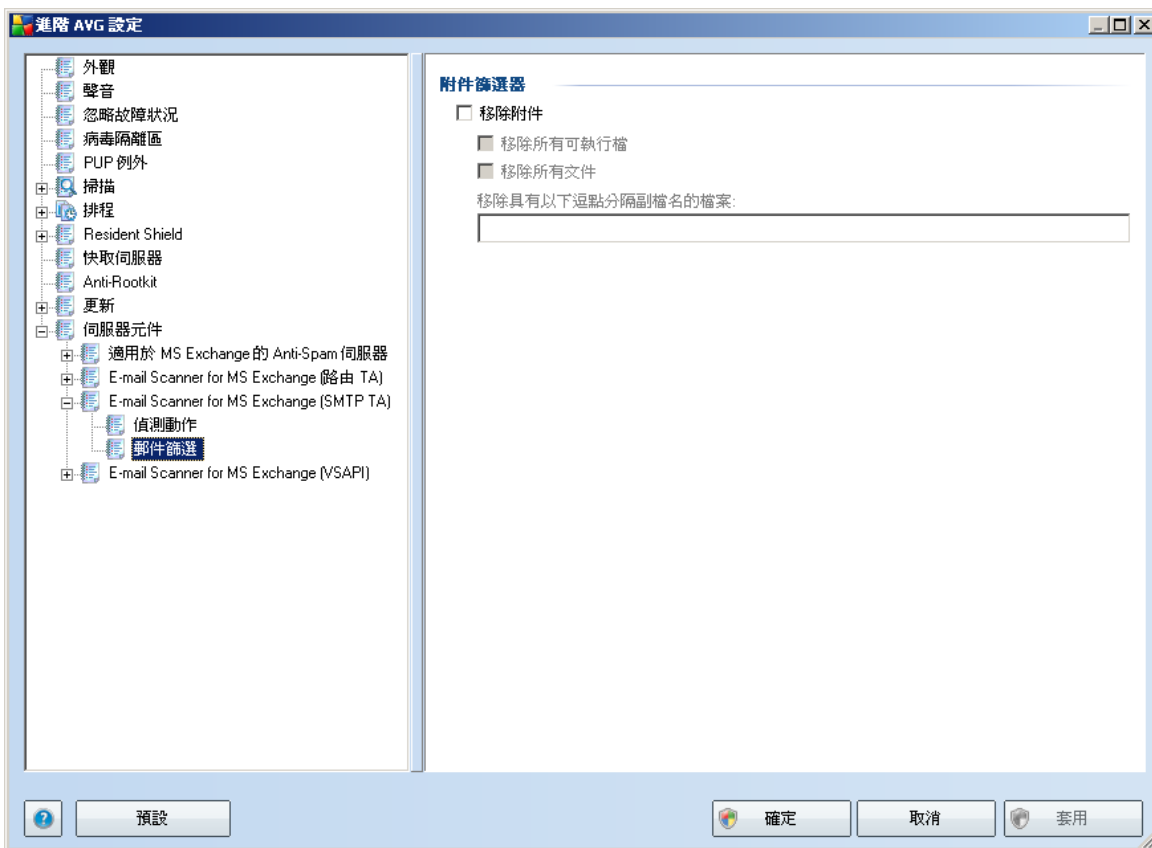 進階 AVG 設定
外觀
聲音
忽略故障狀況
病毒隔離區
PUP 例外
掃描
排程
Resident Shield
快取伺服器
Anti-Rootkit
更新
伺服器元件
適用於 MS Exchange 的 Anti-Spam 伺服器
E-mail Scanner for MS Exchange (路由 TA)
E-mail Scanner for MS Exchange (SMTP TA)
偵測動作
郵件篩選
E-mail Scanner for MS Exchange (VSAPI)
附件篩選器
移除附件
移除所有可執行檔
移除所有文件
移除具有以下逗點分隔副檔名的檔案:
預設
確定
取消
套用